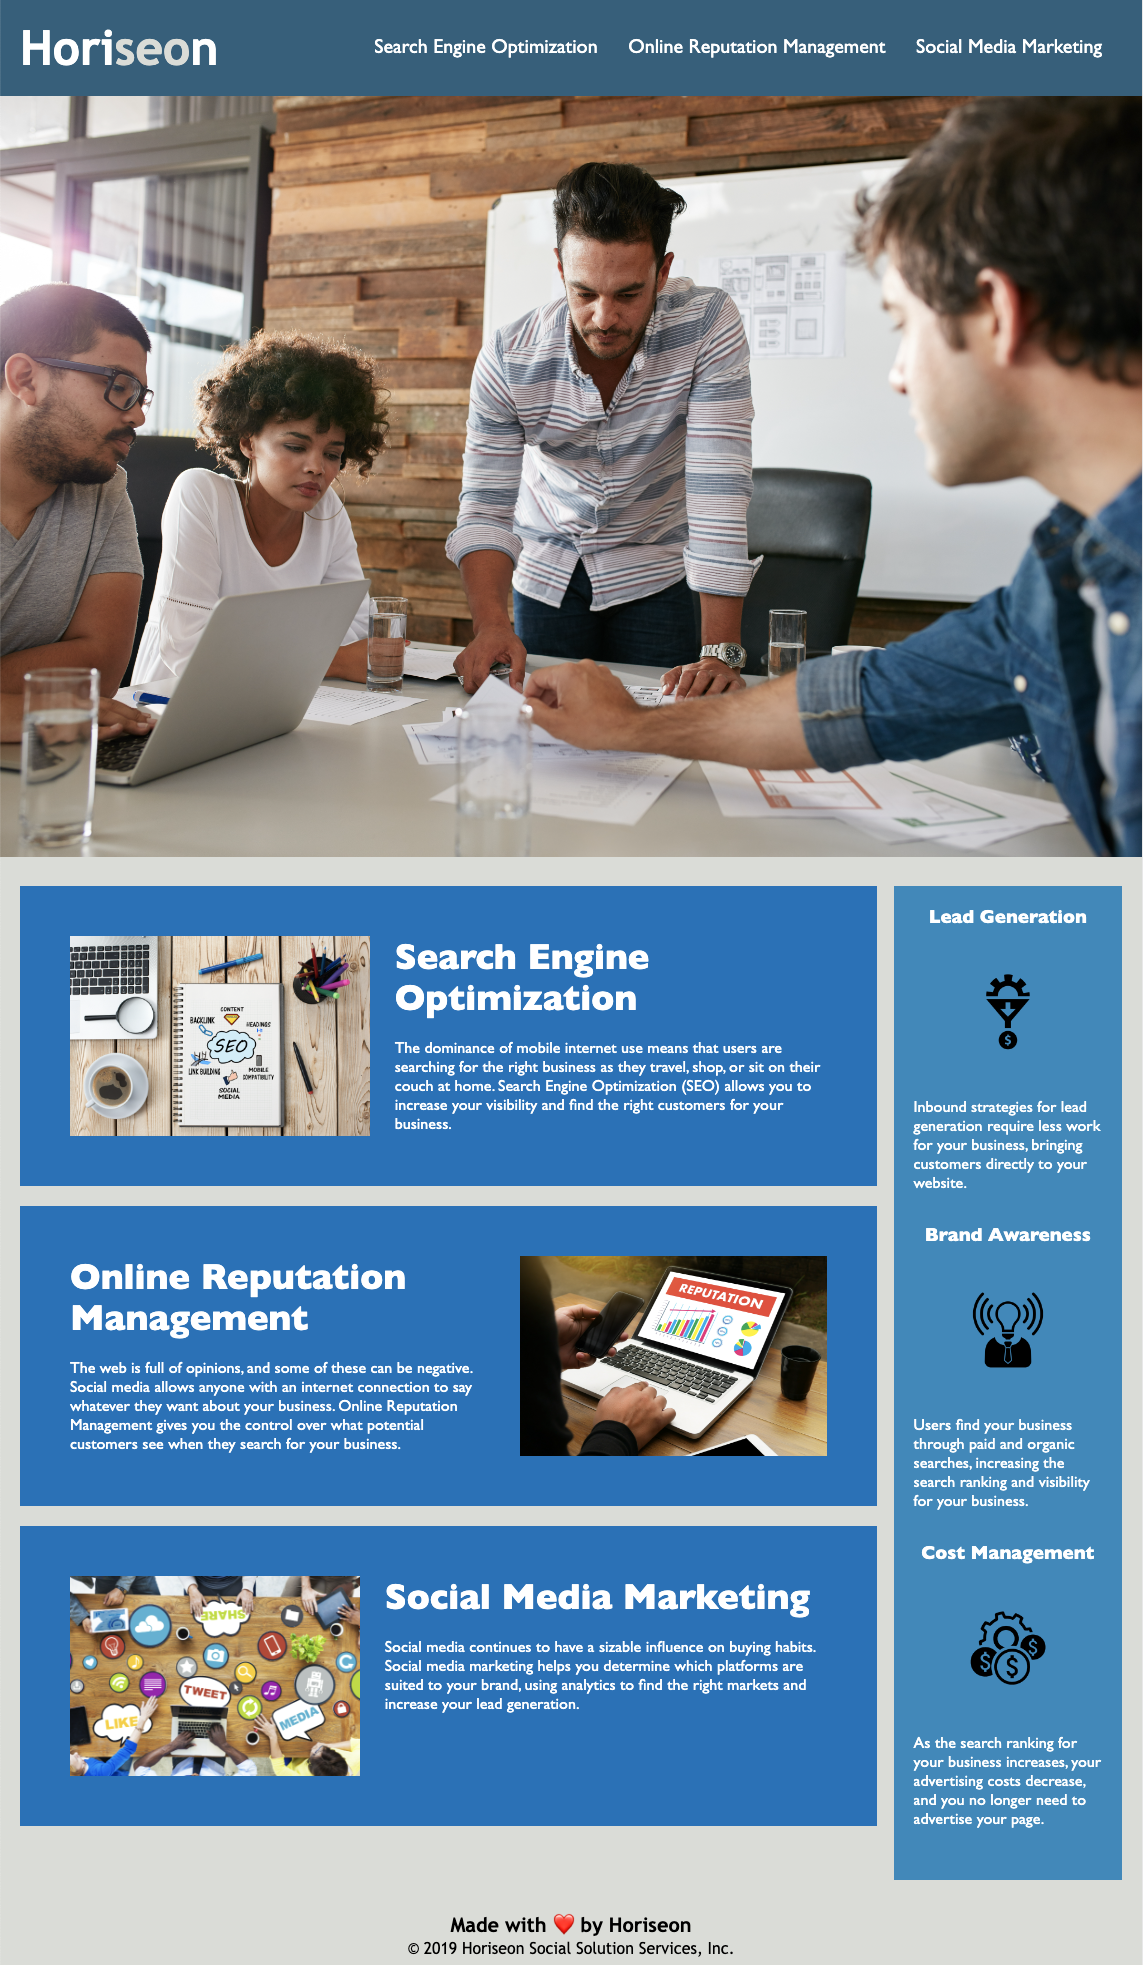 Horiseon
Search Engine Optimization
Online Reputation Management
Social Media Marketing
CONTENT
BACKLINK
HEADINGS
SEO
LINK BUILDING
MOBILE
COMPATIBILITY
SOCIAL
MEDIA
Search Engine
Optimization
The dominance of mobile internet use means that users are
searching for the right business as they travel, shop, or sit on their
couch at home. Search Engine Optimization (SEO) allows you to
increase your visibility and find the right customers for your
business.
Online Reputation
Management
The web is full of opinions, and some of these can be negative.
Social media allows anyone with an internet connection to say
whatever they want about your business. Online Reputation
Management gives you the control over what potential
customers see when they search for your business.
REPUTATION
SHARE
TWEET
LIKE
MEDIA
Social Media Marketing
Social media continues to have a sizable influence on buying habits.
Social media marketing helps you determine which platforms are
suited to your brand, using analytics to find the right markets and
increase your lead generation.
Lead Generation
$
Inbound strategies for lead
generation require less work
for your business, bringing
customers directly to your
website.
Brand Awareness
Users find your business
through paid and organic
searches, increasing the
search ranking and visibility
for your business.
Cost Management
$ $ $
As the search ranking for
your business increases, your
advertising costs decrease,
and you no longer need to
advertise your page.
Made with ❤️ by Horiseon
© 2019 Horiseon Social Solution Services, Inc.